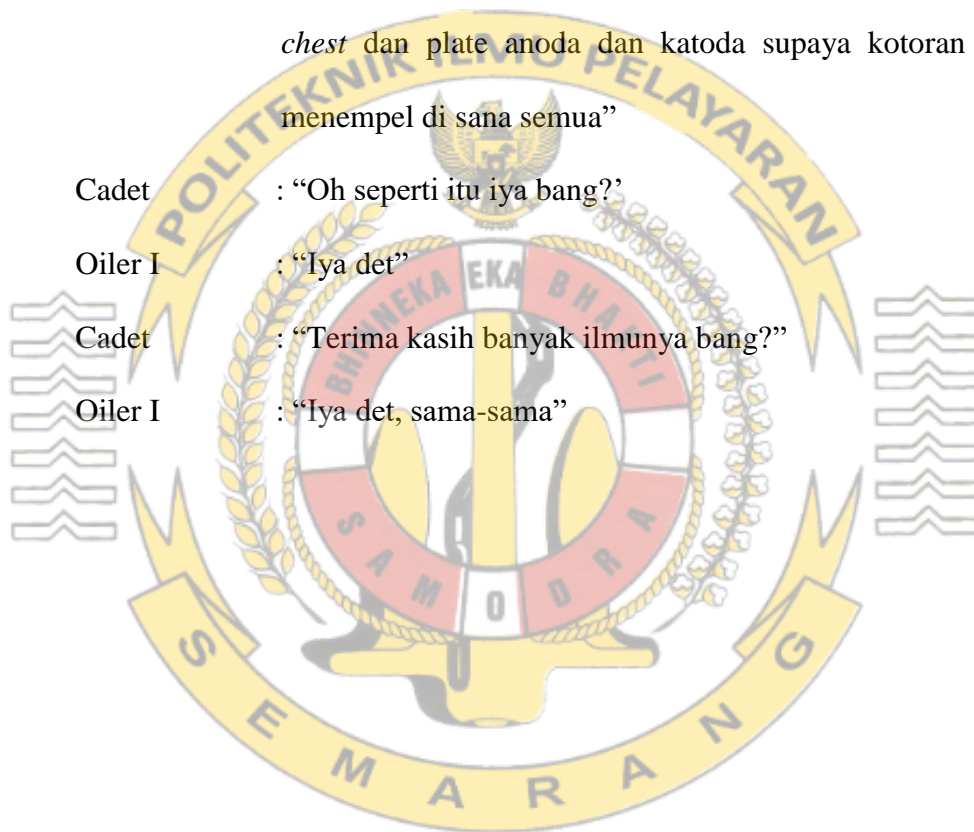 chest dan plate anoda dan katoda supaya kotoran
menempel di sana semua”
Cadet : “Oh seperti itu iya bang?’
Oiler I : “Iya det”
Cadet : “Terima kasih banyak ilmunya bang?”
Oiler I : “Iya det, sama-sama”
POLITEKNIK ILMU PELAYARAN
BHINNEKA EKA BHAKTI
SAMODRA
SEMARANG